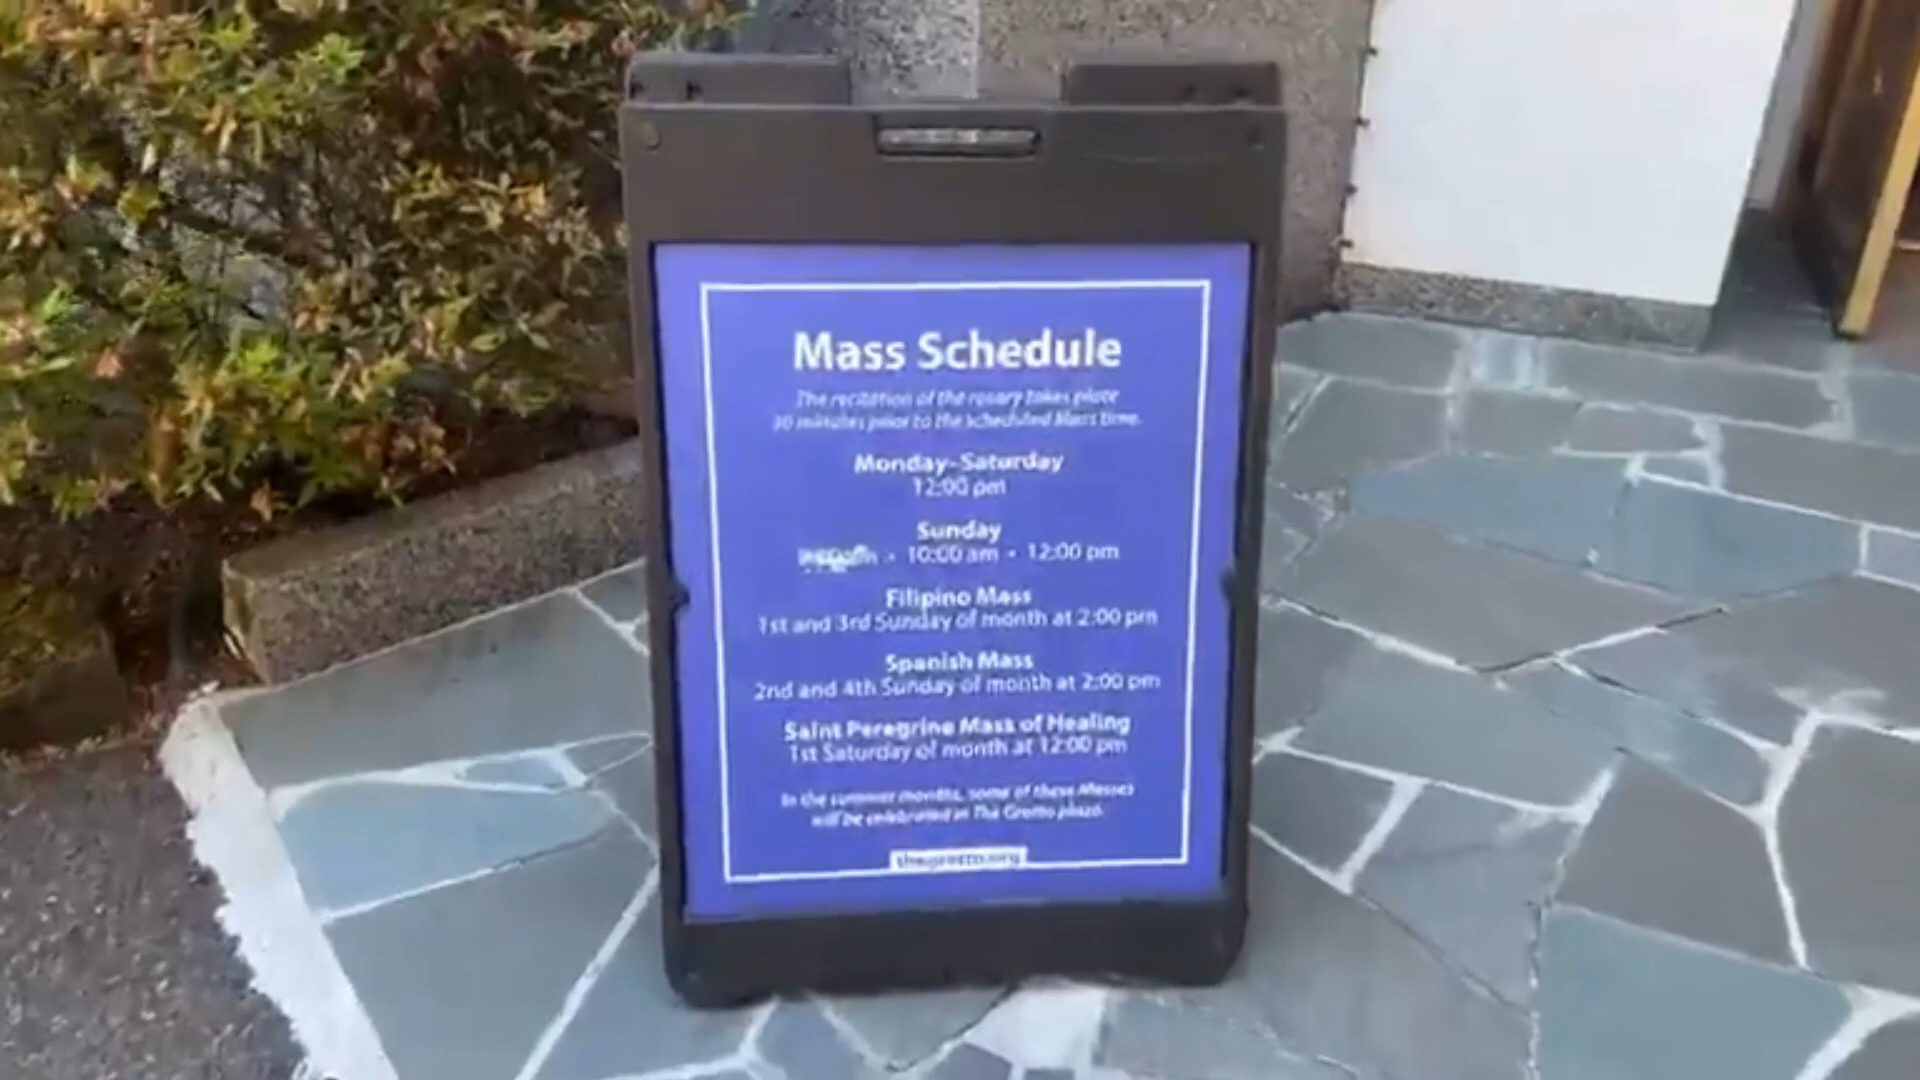 Mass Schedule
The recitation of the rosary takes place
30 minutes prior to the scheduled Mass time.
Monday-Saturday
12:00 pm
Sunday
• 10:00 am • 12:00 pm
Filipino Mass
1st and 3rd Sunday of month at 2:00 pm
Spanish Mass
2nd and 4th Sunday of month at 2:00 pm
Saint Peregrine Mass of Healing
1st Saturday of month at 12:00 pm
In the summer months, some of these Masses
will be celebrated in The Grotto plaza.
thegrotto.org